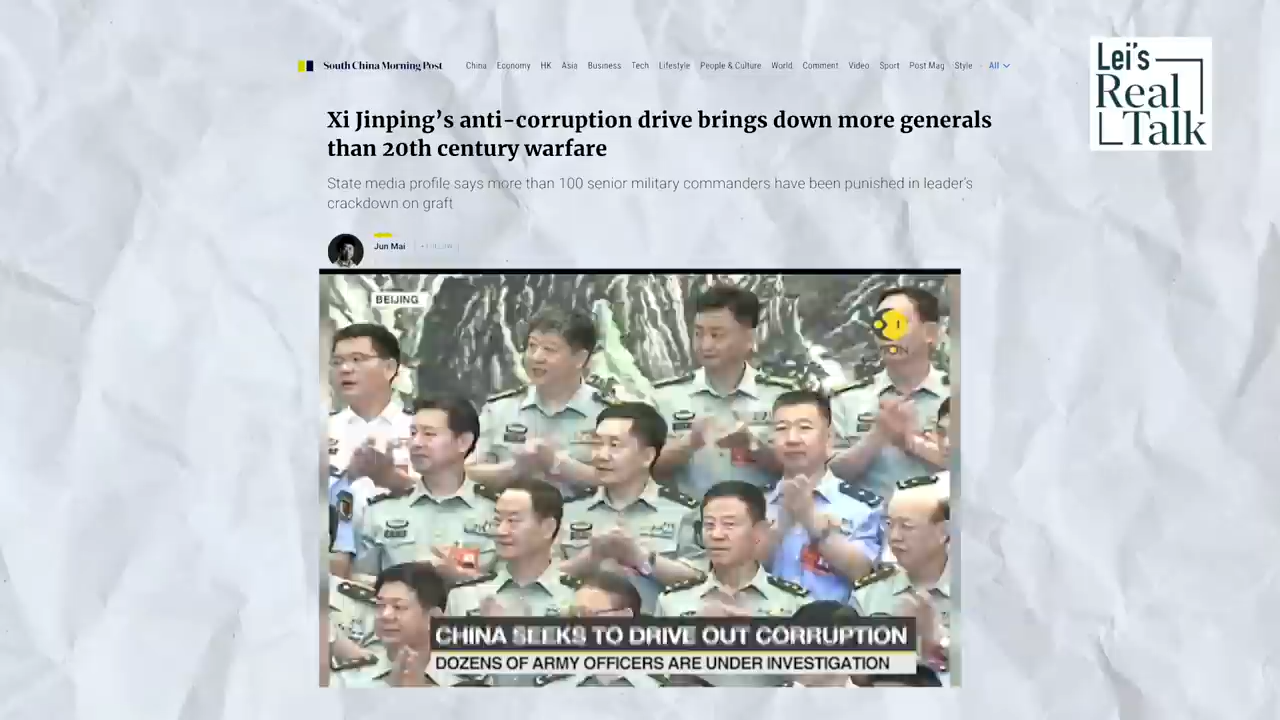 South China Morning Post China Economy HK Asia Business Tech Lifestyle People & Culture World Comment Video Sport Post Mag Style All
Lei's
Real
Talk
Xi Jinping's anti-corruption drive brings down more generals
than 20th century warfare
State media profile says more than 100 senior military commanders have been punished in leader's
crackdown on graft
Jun Mai + FOLLOW
BEIJING
WION
CHINA SEEKS TO DRIVE OUT CORRUPTION
DOZENS OF ARMY OFFICERS ARE UNDER INVESTIGATION